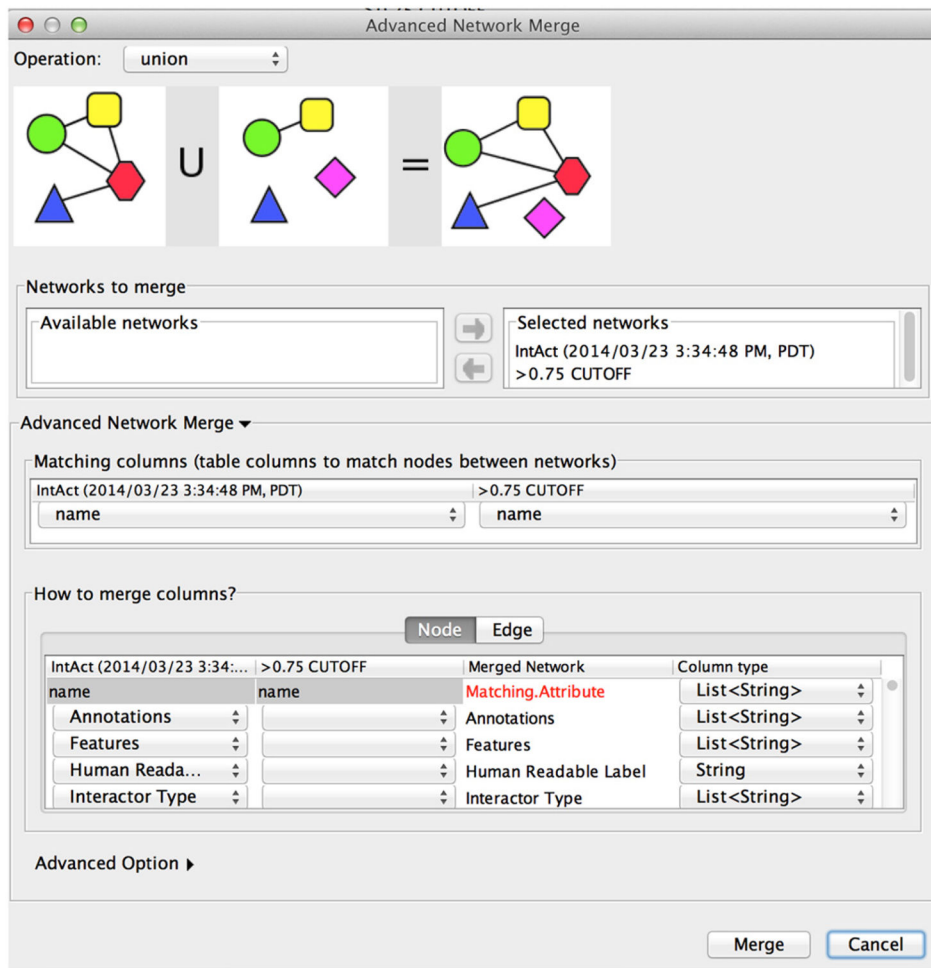 Advanced Network Merge
Operation: union
U =
Networks to merge
Available networks
Selected networks
IntAct (2014/03/23 3:34:48 PM, PDT)
>0.75 CUTOFF
Advanced Network Merge
Matching columns (table columns to match nodes between networks)
IntAct (2014/03/23 3:34:48 PM, PDT) >0.75 CUTOFF
name name
How to merge columns?
Node Edge
IntAct (2014/03/23 3:34:... >0.75 CUTOFF Merged Network Column type
name name Matching.Attribute List<String>
Annotations Annotations List<String>
Features Features List<String>
Human Reada... Human Readable Label String
Interactor Type Interactor Type List<String>
Advanced Option
Merge Cancel